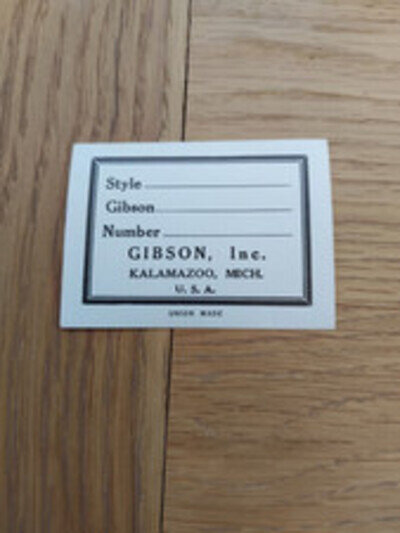 Style
Gibson
Number
GIBSON, Inc.
KALAMAZOO, MICH.
U. S. A.
UNION MADE